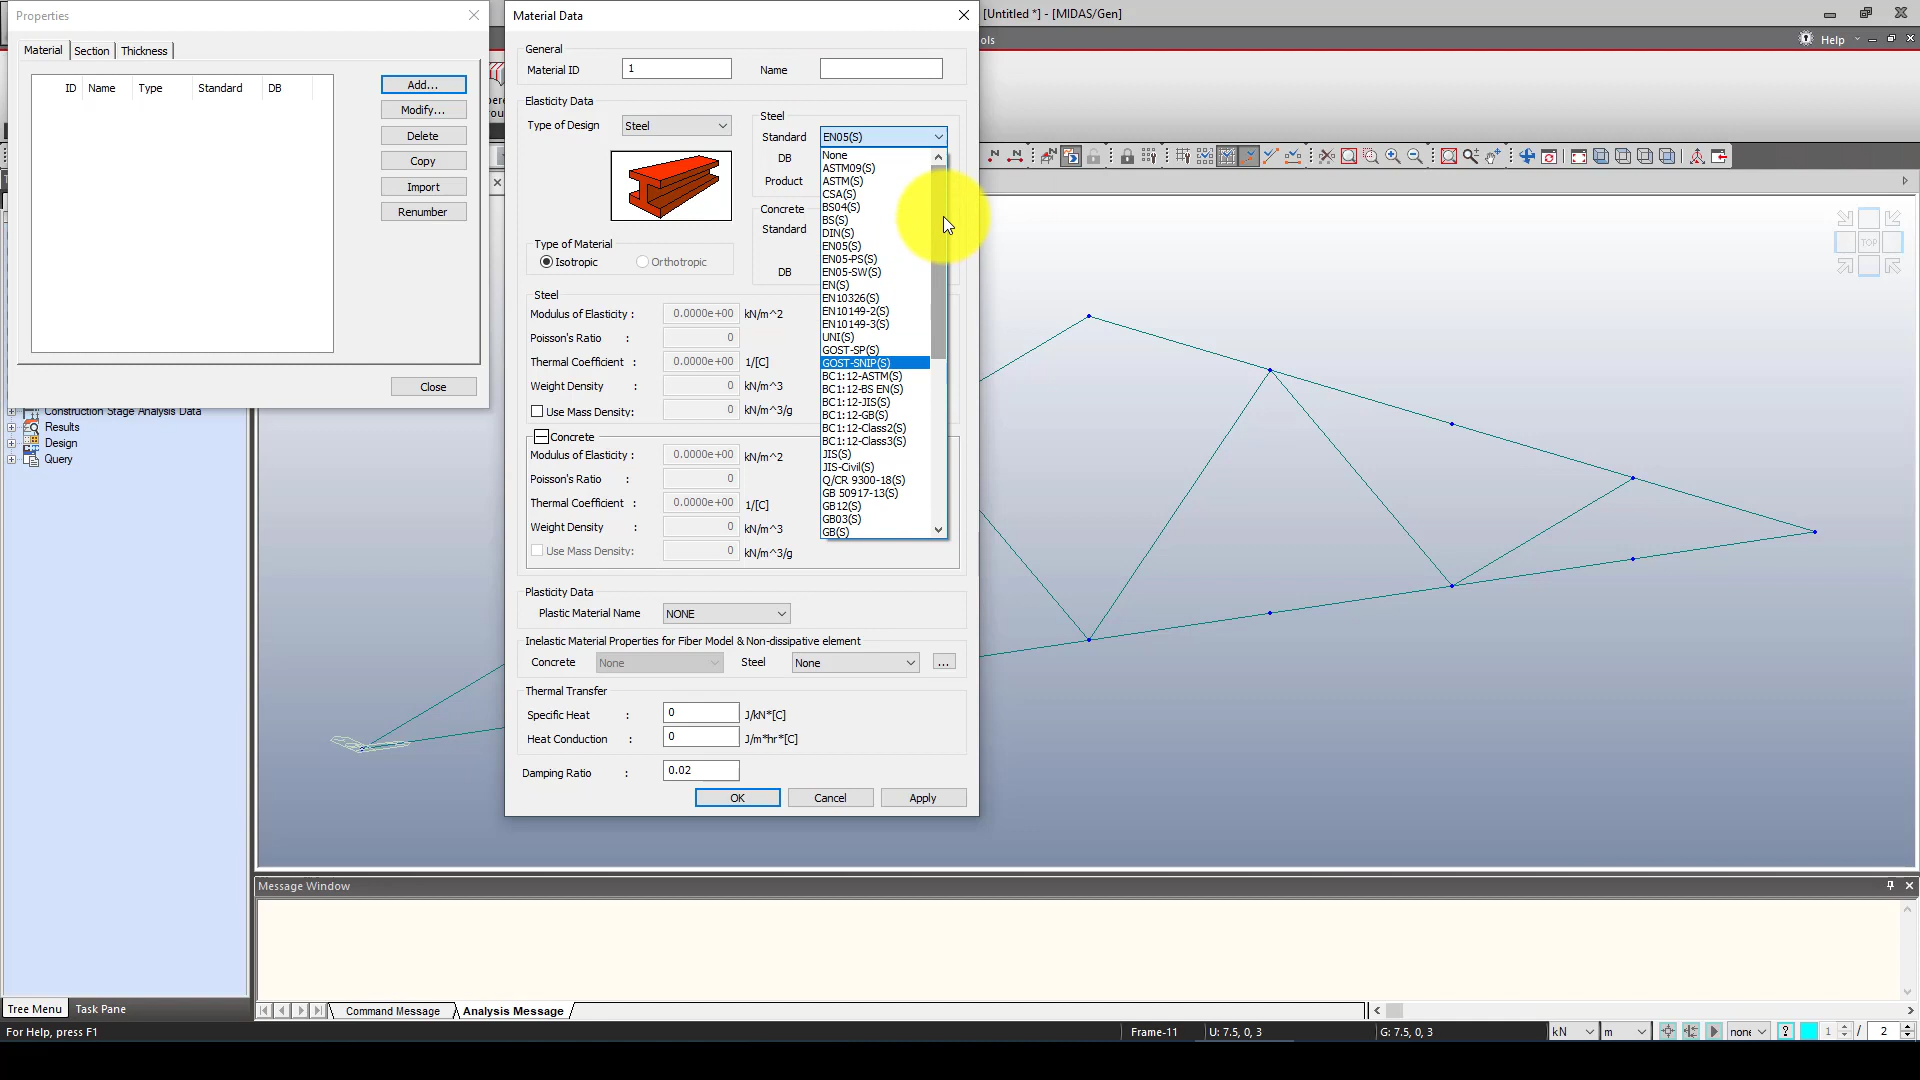 Properties
Material Data
[Untitled *] - [MIDAS/Gen]
ols
Help
Material
Section
Thickness
ID
Name
Type
Standard
DB
Add...
Modify...
Delete
Copy
Import
Renumber
Close
General
Material ID
1
Name
Elasticity Data
Type of Design
Steel
Steel
Standard
EN05(S)
DB
Product
Concrete
Standard
DB
None
ASTM09(S)
ASTM(S)
CSA(S)
BS04(S)
BS(S)
DIN(S)
EN05(S)
EN05-PS(S)
EN05-SW(S)
EN(S)
EN10326(S)
EN10149-2(S)
EN10149-3(S)
UNI(S)
GOST-SP(S)
GOST-SNIP(S)
BC1:12-ASTM(S)
BC1:12-BS EN(S)
BC1:12-JIS(S)
BC1:12-GB(S)
BC1:12-Class2(S)
BC1:12-Class3(S)
JIS(S)
JIS-Civil(S)
Q/CR 9300-18(S)
GB 50917-13(S)
GB12(S)
GB03(S)
GB(S)
Type of Material
Isotropic
Orthotropic
Steel
Modulus of Elasticity :
0.0000e+00
kN/m^2
Poisson's Ratio :
0
Thermal Coefficient :
0.0000e+00
1/[C]
Weight Density :
0
kN/m^3
Use Mass Density:
0
kN/m^3/g
Concrete
Modulus of Elasticity :
0.0000e+00
kN/m^2
Poisson's Ratio :
0
Thermal Coefficient :
0.0000e+00
1/[C]
Weight Density :
0
kN/m^3
Use Mass Density:
0
kN/m^3/g
Plasticity Data
Plastic Material Name
NONE
Inelastic Material Properties for Fiber Model & Non-dissipative element
Concrete
None
Steel
None
...
Thermal Transfer
Specific Heat :
0
J/kN*[C]
Heat Conduction :
0
J/m*hr*[C]
Damping Ratio :
0.02
OK
Cancel
Apply
Construction Stage Analysis Data
Results
Design
Query
TOP
Message Window
Tree Menu
Task Pane
Command Message
Analysis Message
For Help, press F1
Frame-11
U: 7.5, 0, 3
G: 7.5, 0, 3
kN
m
none
?
1
/
2